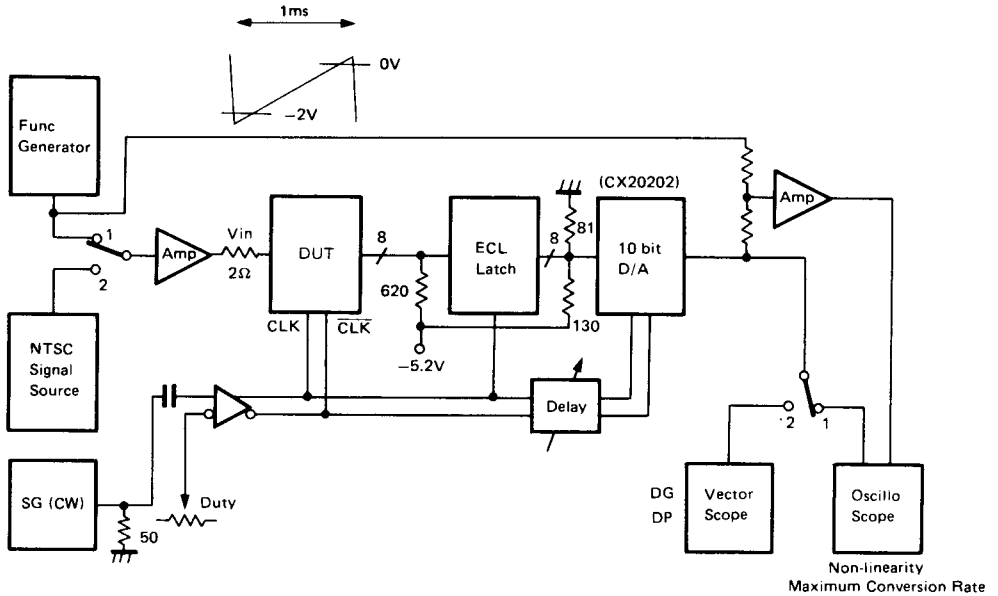 1ms
0V
−2V
Func
Generator
(CX20202)
Amp
1
2
Amp
Vin
2Ω
DUT
8
ECL
Latch
8
81
10 bit
D/A
620
130
CLK
CLK
−5.2V
NTSC
Signal
Source
Delay
2
1
SG (CW)
50
Duty
DG
DP
Vector
Scope
Oscillo
Scope
Non-linearity
Maximum Conversion Rate